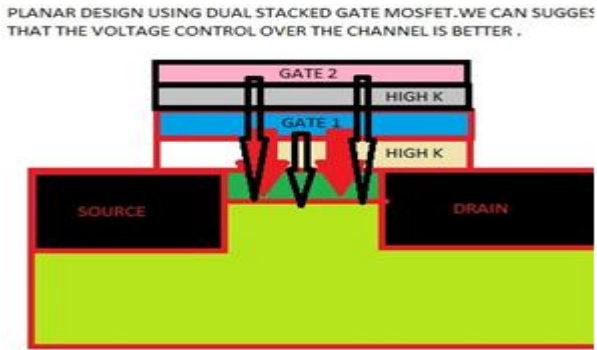 PLANAR DESIGN USING DUAL STACKED GATE MOSFET.WE CAN SUGGES
THAT THE VOLTAGE CONTROL OVER THE CHANNEL IS BETTER .
GATE 2
HIGH K
GATE 1
HIGH K
SOURCE
DRAIN